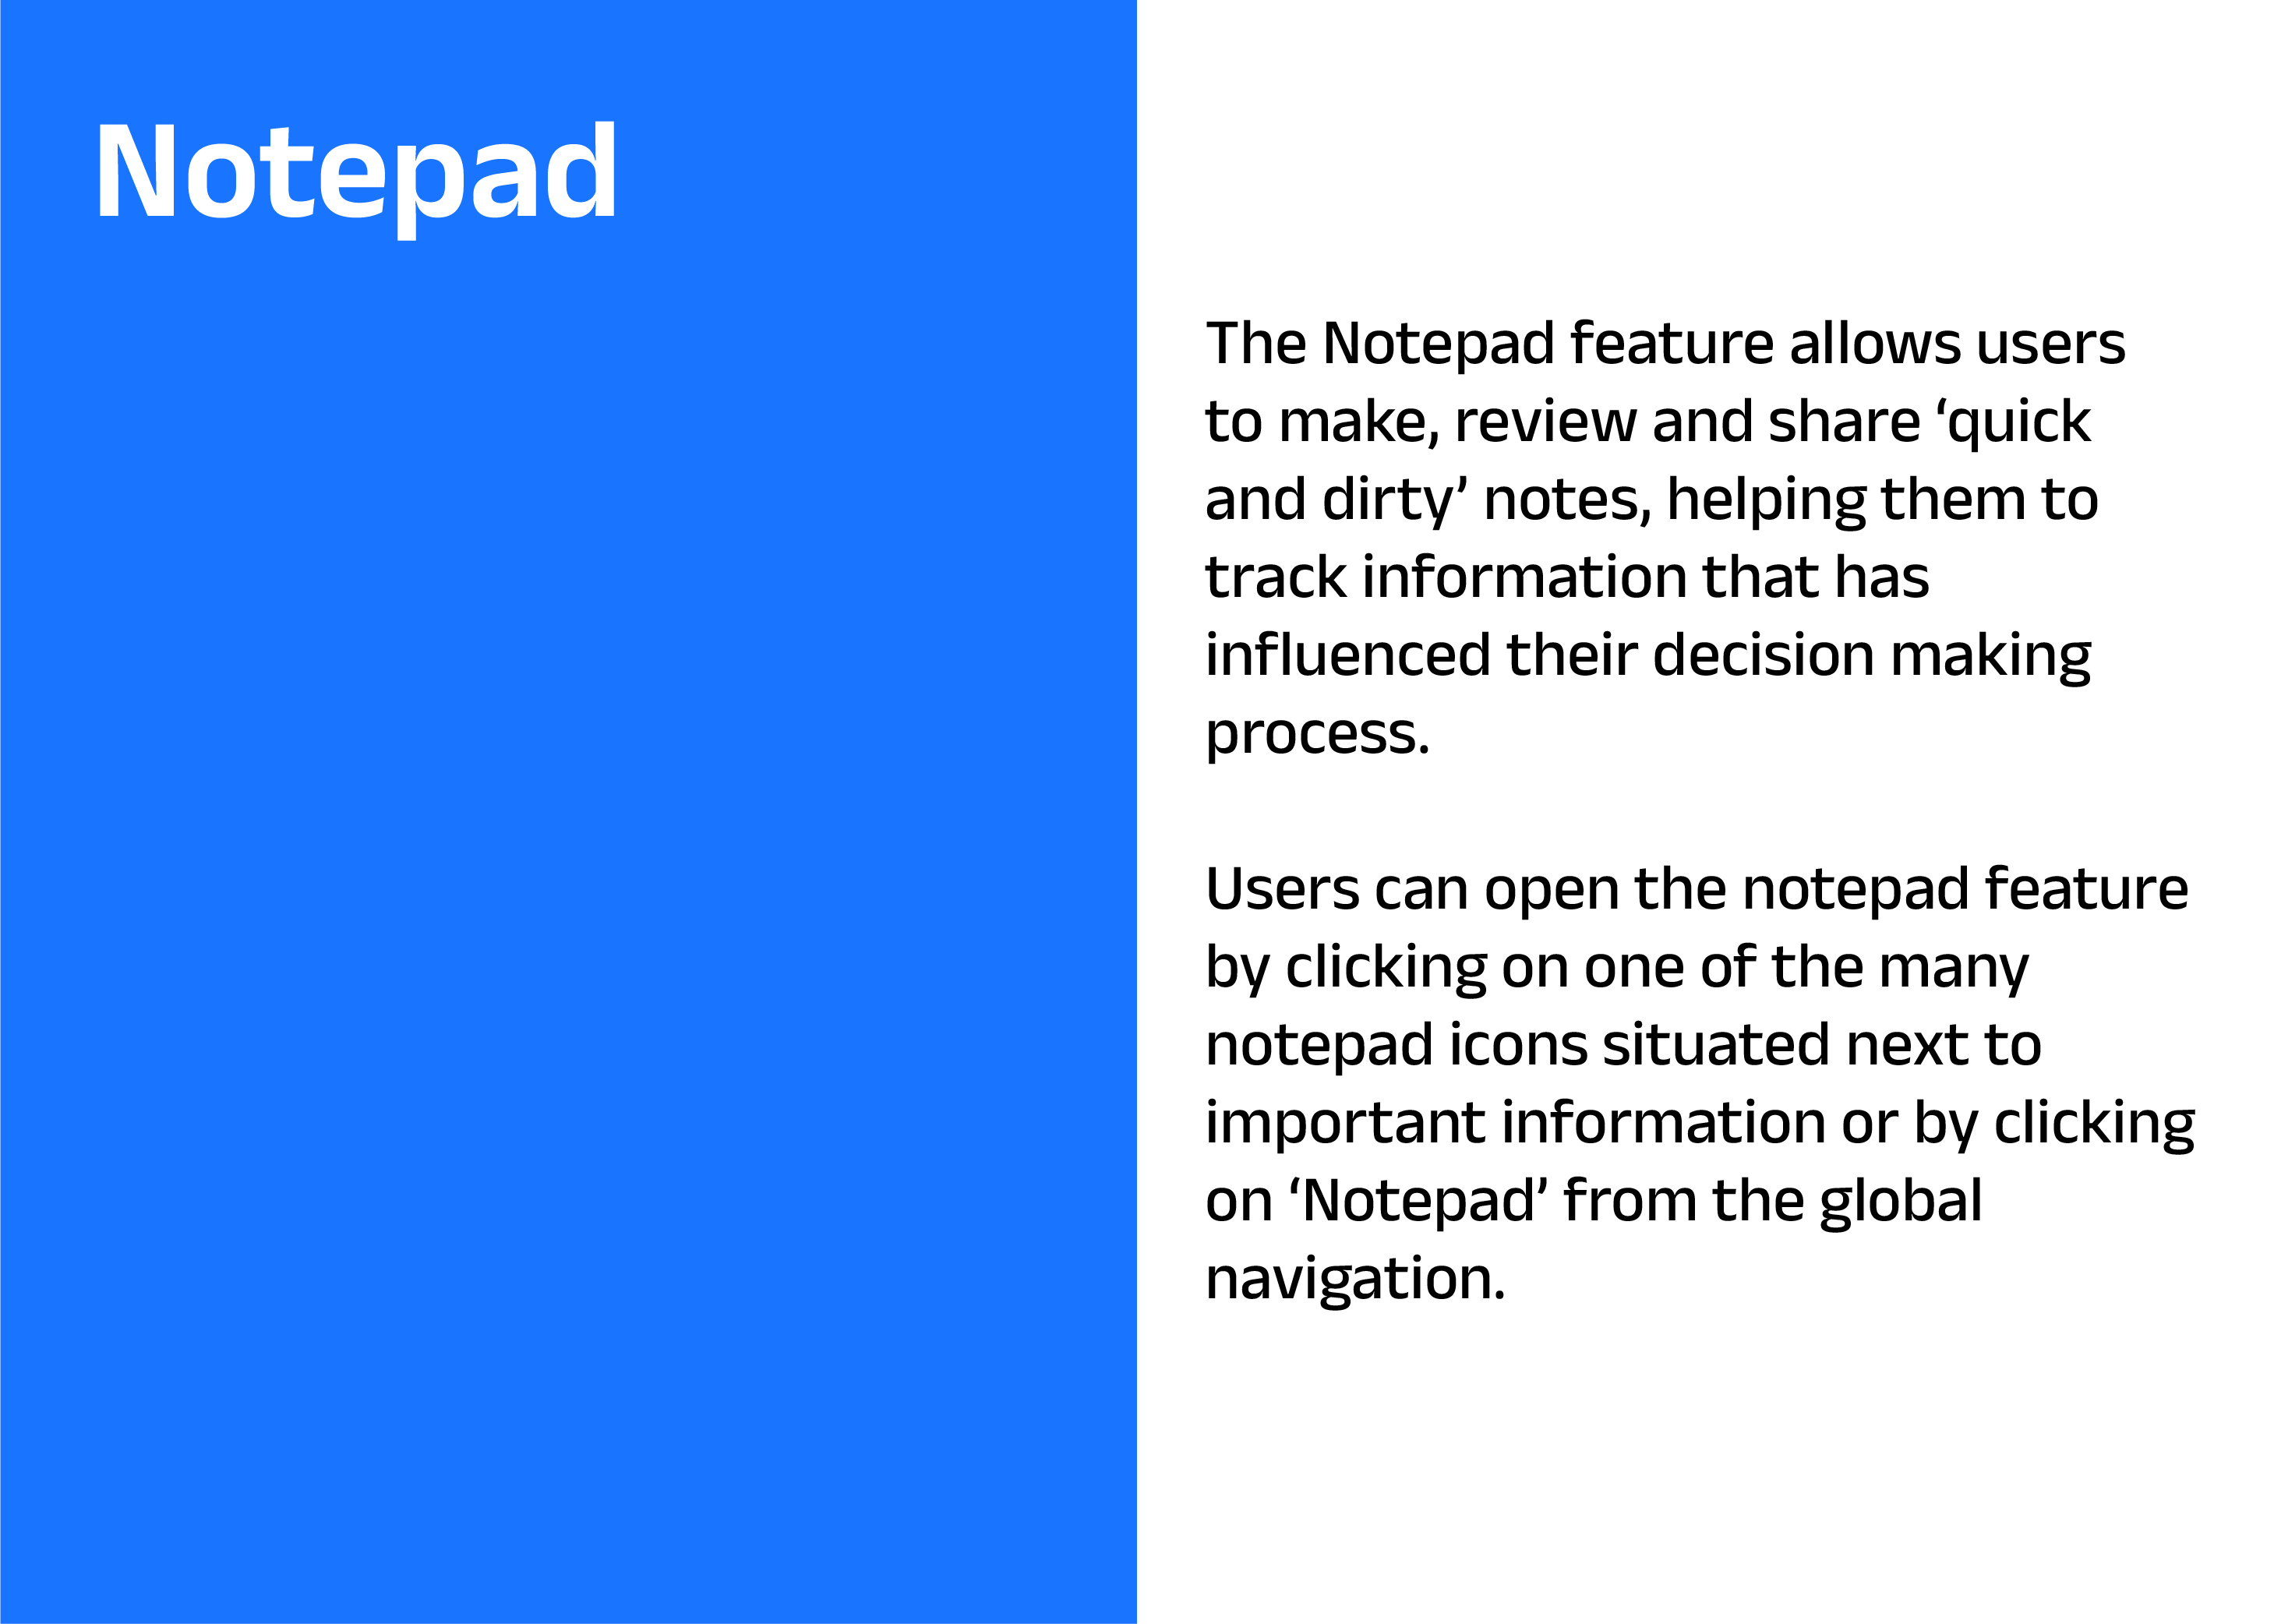 Notepad
The Notepad feature allows users
to make, review and share ‘quick
and dirty’ notes, helping them to
track information that has
influenced their decision making
process.
Users can open the notepad feature
by clicking on one of the many
notepad icons situated next to
important information or by clicking
on ‘Notepad’ from the global
navigation.